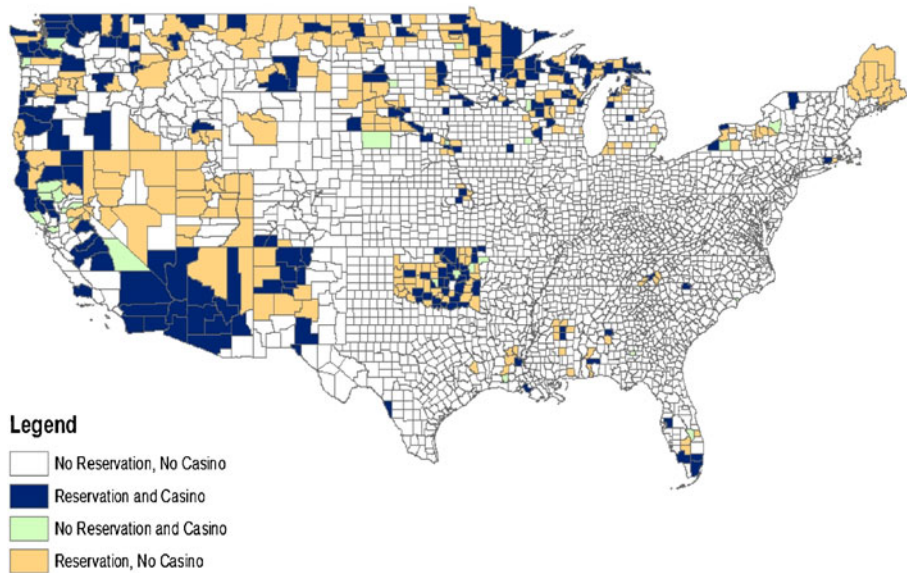 Legend
No Reservation, No Casino
Reservation and Casino
No Reservation and Casino
Reservation, No Casino